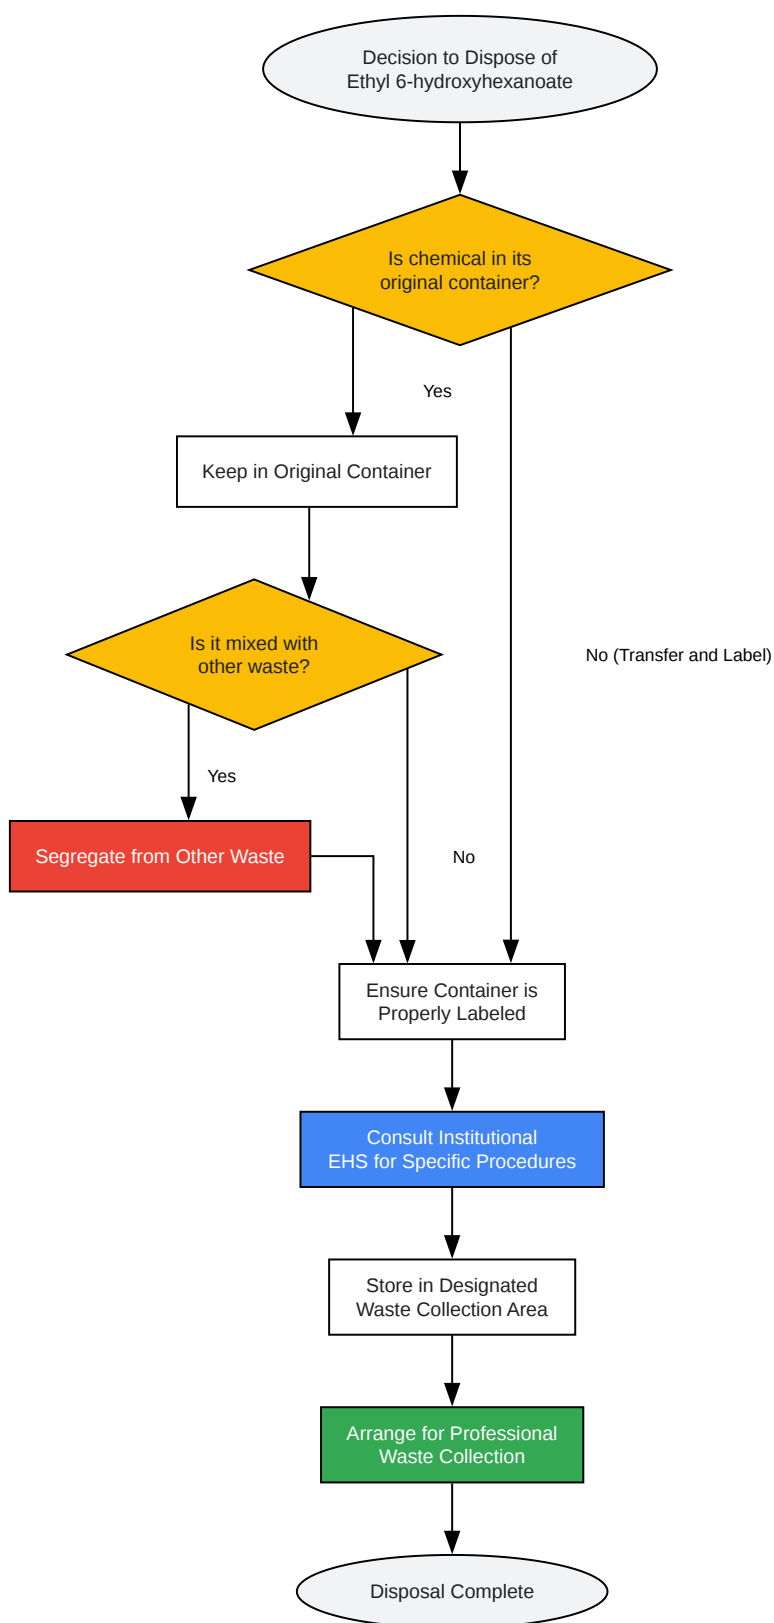 Decision to Dispose of
Ethyl 6-hydroxyhexanoate
Is chemical in its
original container?
Yes
Keep in Original Container
Is it mixed with
other waste?
No (Transfer and Label)
Yes
Segregate from Other Waste
No
Ensure Container is
Properly Labeled
Consult Institutional
EHS for Specific Procedures
Store in Designated
Waste Collection Area
Arrange for Professional
Waste Collection
Disposal Complete